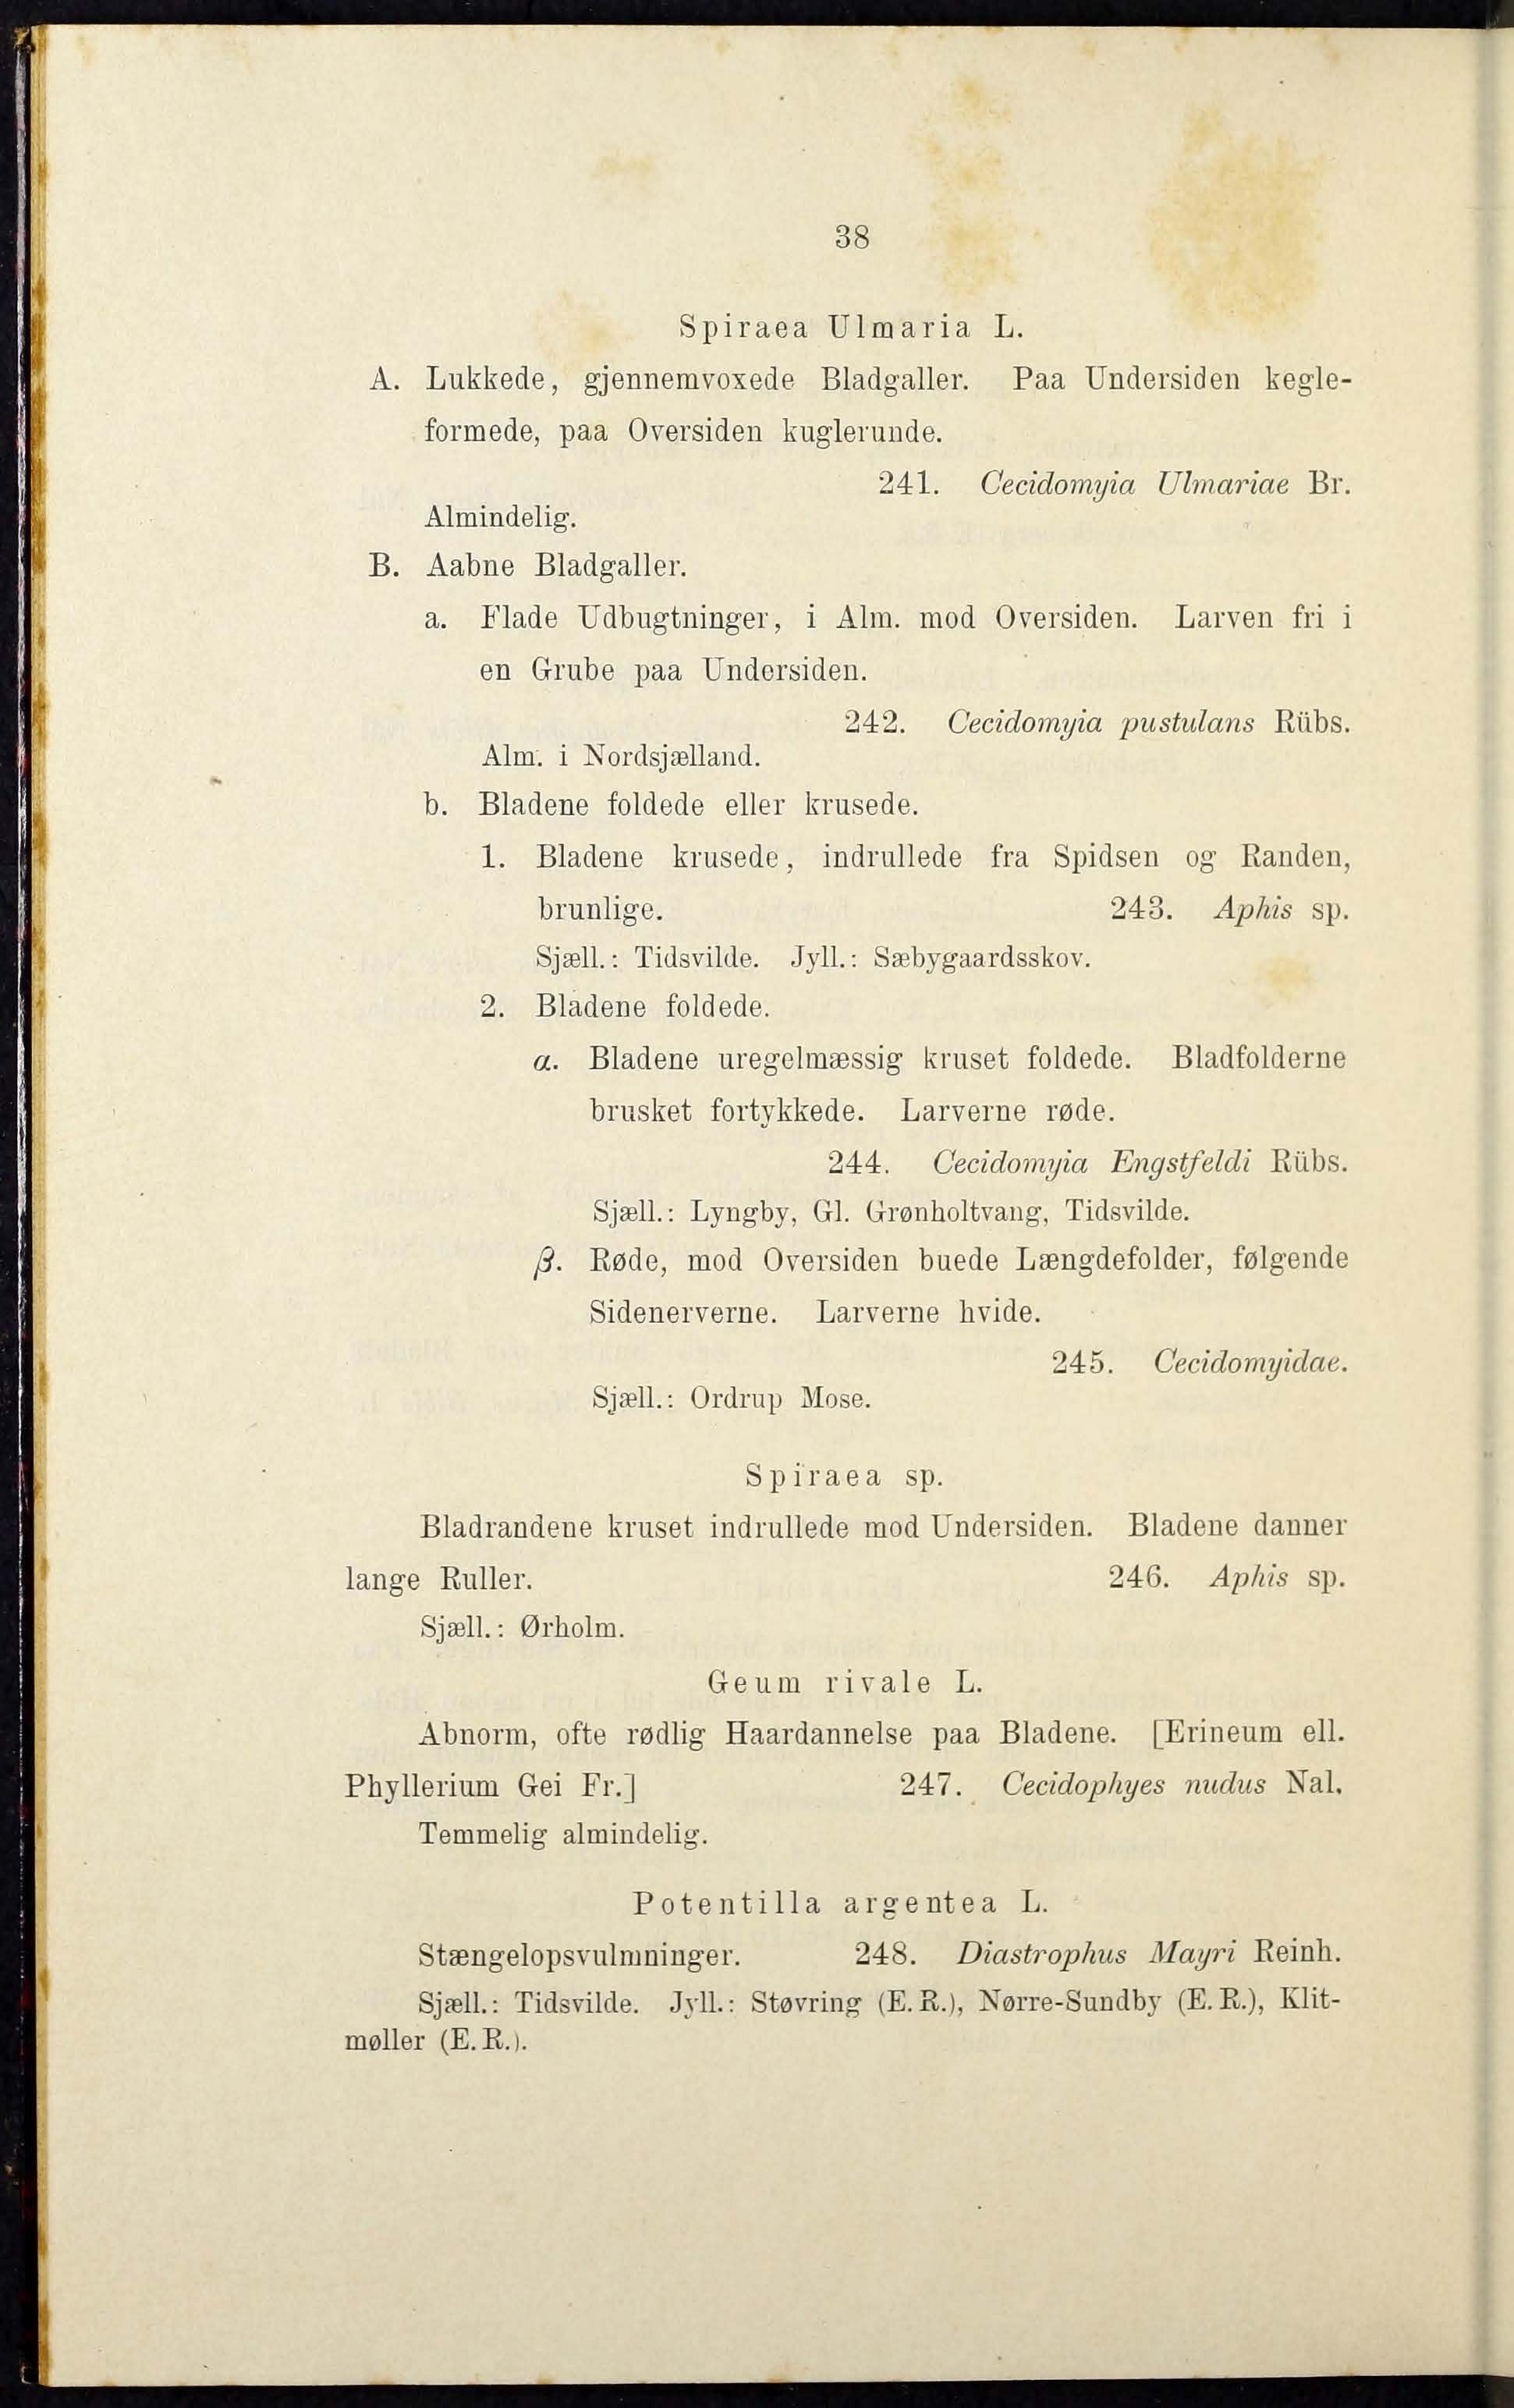 38
Spiraea Ulmaria L.
A. Lukkede, gjennemvoxede Bladgaller. Paa Undersiden kegle-
formede, paa Oversiden kuglerunde.
241. Cecidomyia Ulmariae Br.
Almindelig.
B. Aabne Bladgaller.
a. Flade Udbugtninger, i Alm. mod Oversiden. Larven fri i
en Grube paa Undersiden.
242. Cecidomyia pustulans Rübs.
Alm. i Nordsjælland.
b. Bladene foldede eller krusede.
1. Bladene krusede, indrullede fra Spidsen og Randen,
brunlige. 243. Aphis sp.
Sjæll.: Tidsvilde. Jyll.: Sæbygaardsskov.
2. Bladene foldede.
α. Bladene uregelmæssig kruset foldede. Bladfolderne
brusket fortykkede. Larverne røde.
244. Cecidomyia Engstfeldi Rübs.
Sjæll.: Lyngby, Gl. Grønholtvang, Tidsvilde.
β. Røde, mod Oversiden buede Længdefolder, følgende
Sidenerverne. Larverne hvide.
245. Cecidomyidae.
Sjæll.: Ordrup Mose.
Spiraea sp.
Bladrandene kruset indrullede mod Undersiden. Bladene danner
lange Ruller. 246. Aphis sp.
Sjæll.: Ørholm.
Geum rivale L.
Abnorm, ofte rødlig Haardannelse paa Bladene. [Erineum ell.
Phyllerium Gei Fr.] 247. Cecidophyes nudus Nal.
Temmelig almindelig.
Potentilla argentea L.
Stængelopsvulmninger. 248. Diastrophus Mayri Reinh.
Sjæll.: Tidsvilde. Jyll.: Støvring (E. R.), Nørre-Sundby (E. R.), Klit-
møller (E. R.).